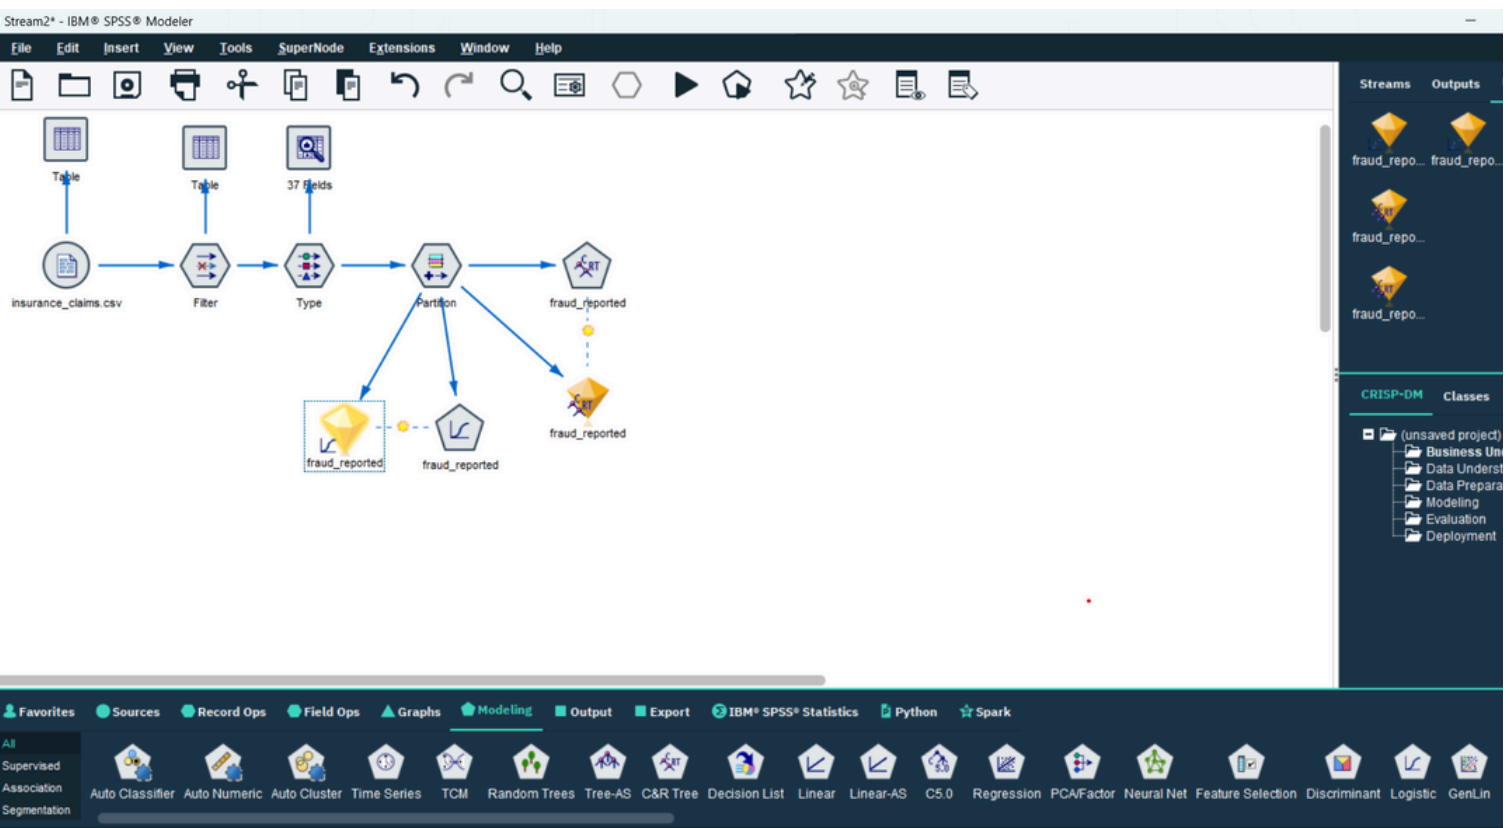 Stream2* - IBM® SPSS® Modeler
File Edit Insert View Tools SuperNode Extensions Window Help
Streams Outputs
fraud_repo... fraud_repo...
fraud_repo...
fraud_repo...
Table
Table
37 Fields
insurance_claims.csv
Filter
Type
Partition
fraud_reported
fraud_reported
fraud_reported
fraud_reported
CRISP-DM Classes
(unsaved project)
Business Un
Data Underst
Data Prepara
Modeling
Evaluation
Deployment
Favorites Sources Record Ops Field Ops Graphs Modeling Output Export IBM® SPSS® Statistics Python Spark
All
Supervised
Association
Segmentation
Auto Classifier Auto Numeric Auto Cluster Time Series TCM Random Trees Tree-AS C&R Tree Decision List Linear Linear-AS C5.0 Regression PCA/Factor Neural Net Feature Selection Discriminant Logistic GenLin